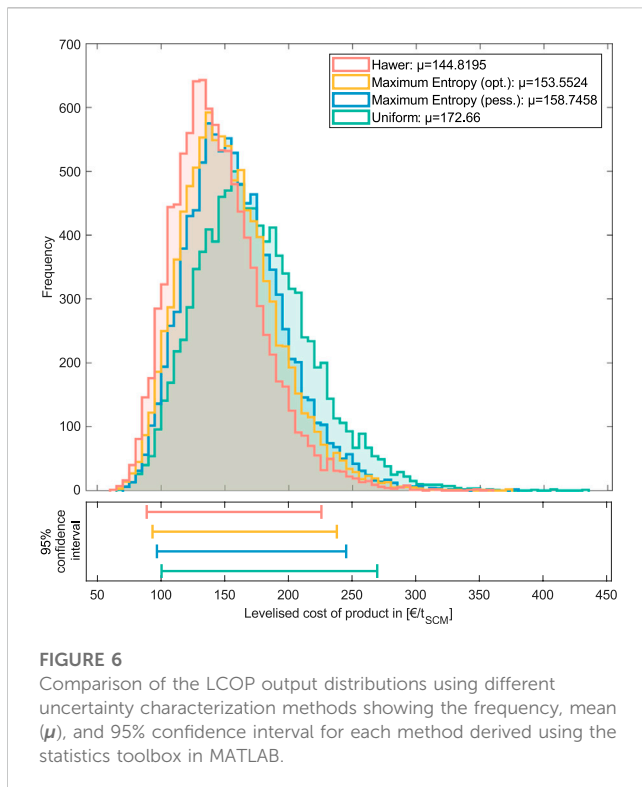 700
600
500
400
300
200
100
0
Frequency
Hawer: μ=144.8195
Maximum Entropy (opt.): μ=153.5524
Maximum Entropy (pess.): μ=158.7458
Uniform: μ=172.66
95%
confidence
interval
50 100 150 200 250 300 350 400 450
Levelised cost of product in [€/tSCM]
FIGURE 6
Comparison of the LCOP output distributions using different
uncertainty characterization methods showing the frequency, mean
(μ), and 95% confidence interval for each method derived using the
statistics toolbox in MATLAB.